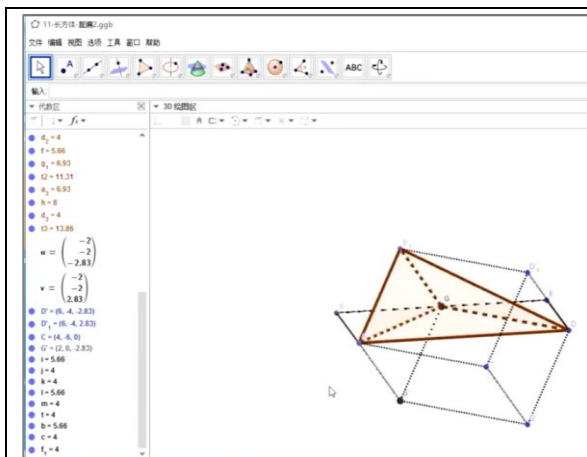 11-长方体-距离2.ggb
文件 编辑 视图 选项 工具 窗口 帮助
ABC
输入:
代数区
3D 绘图区
d₂ = 4
f = 5.66
g₁ = 6.93
t2 = 11.31
a₃ = 6.93
h = 8
d₃ = 4
t3 = 13.86
u = ( -2 -2 -2.83 )
v = ( -2 -2 2.83 )
D' = (6, -4, -2.83)
D'₁ = (6, -4, 2.83)
C = (4, -6, 0)
G' = (2, 0, -2.83)
i = 5.66
j = 4
k = 4
l = 5.66
m = 4
t = 4
b = 5.66
c = 4
f₁ = 4
D'₁